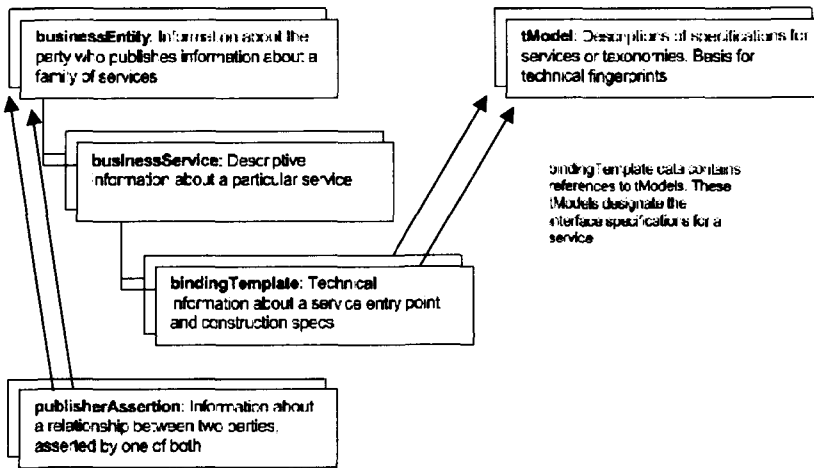 businessEntity: Information about the
party who publishes information about a
family of services
tModel: Descriptions of specifications for
services or taxonomies. Basis for
technical fingerprints
businessService: Descriptive
information about a particular service
bindingTemplate data contains
references to tModels. These
tModels designate the
interface specifications for a
service
bindingTemplate: Technical
information about a service entry point
and construction specs
publisherAssertion: Information about
a relationship between two parties,
asserted by one of both